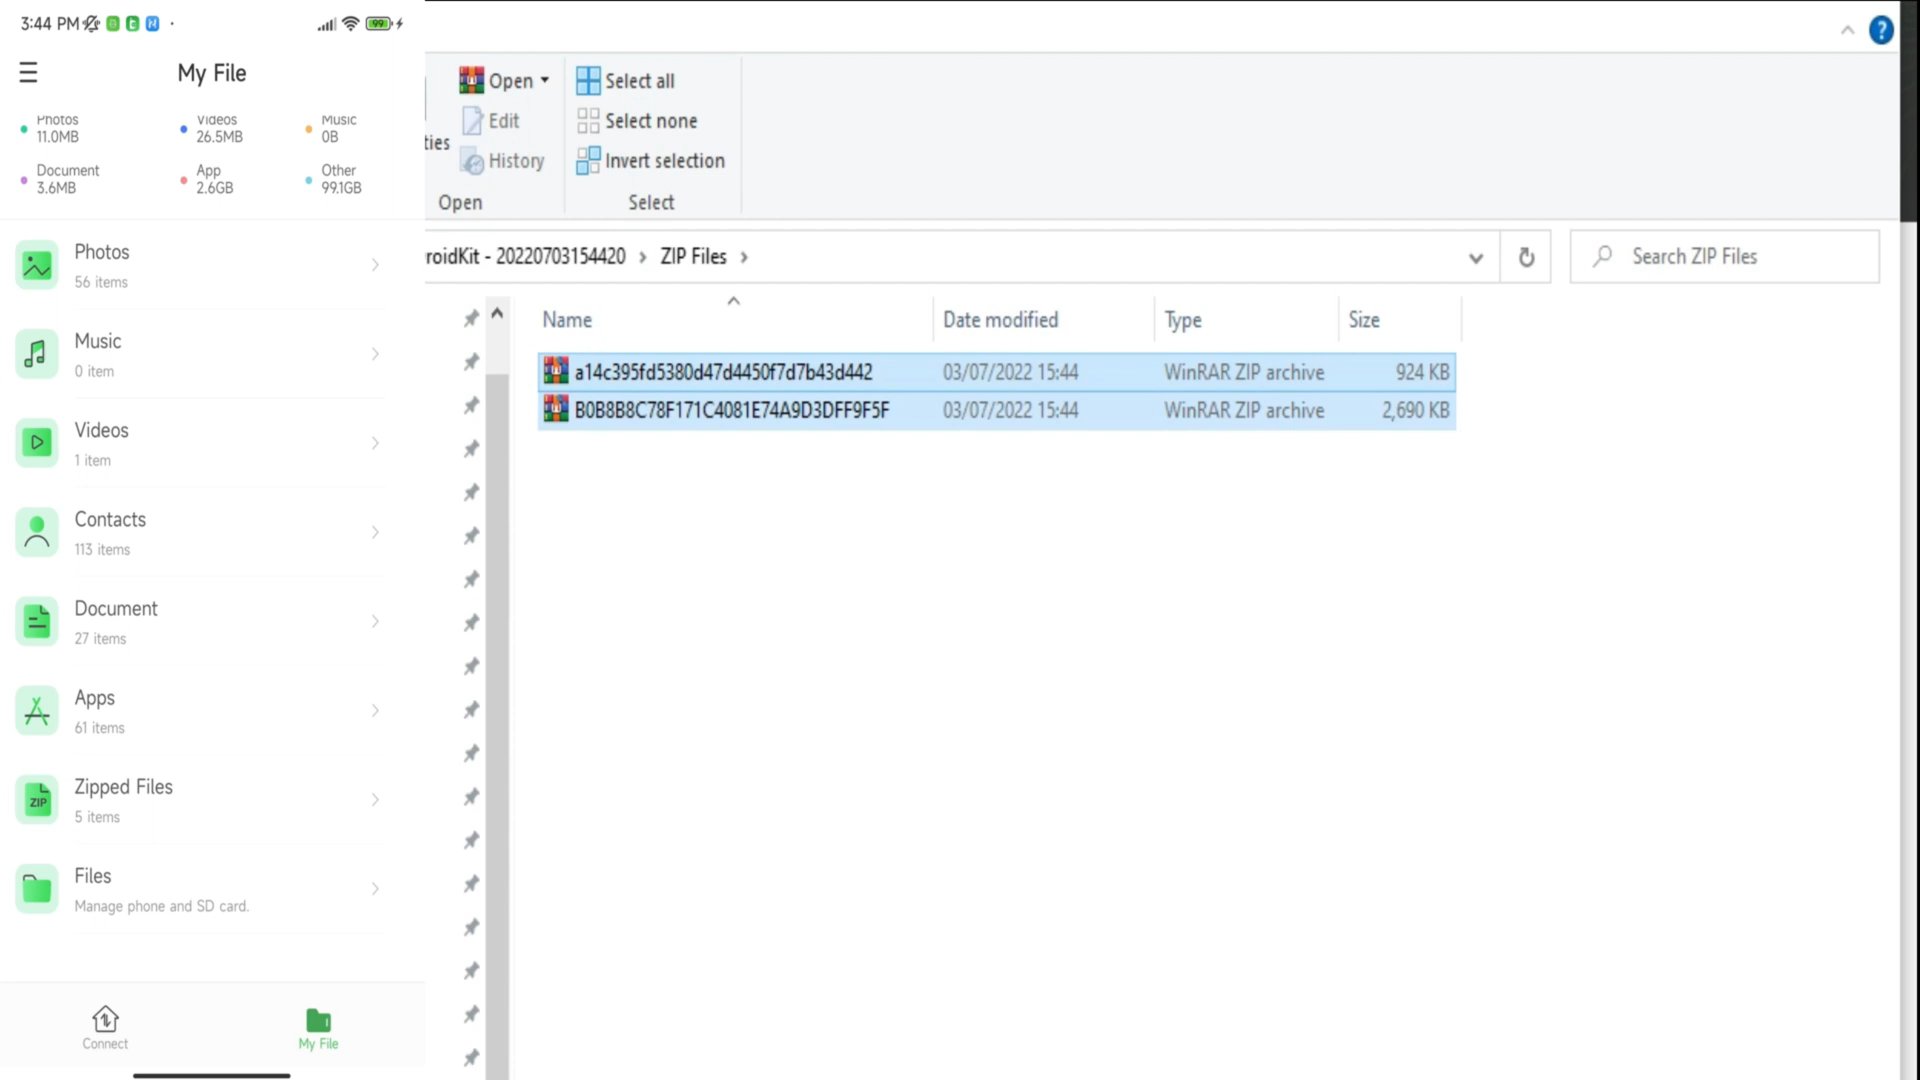 3:44 PM
99
My File
Photos
11.0MB
Videos
26.5MB
Music
0B
Document
3.6MB
App
2.6GB
Other
99.1GB
Photos
56 items
Music
0 item
Videos
1 item
Contacts
113 items
Document
27 items
Apps
61 items
ZIP
Zipped Files
5 items
Files
Manage phone and SD card.
Connect
My File
?
Open
Edit
ties
History
Open
Select all
Select none
Invert selection
Select
roidKit - 20220703154420 › ZIP Files ›
Search ZIP Files
Name Date modified Type Size
a14c395fd5380d47d4450f7d7b43d442 03/07/2022 15:44 WinRAR ZIP archive 924 KB
B0B8B8C78F171C4081E74A9D3DFF9F5F 03/07/2022 15:44 WinRAR ZIP archive 2,690 KB